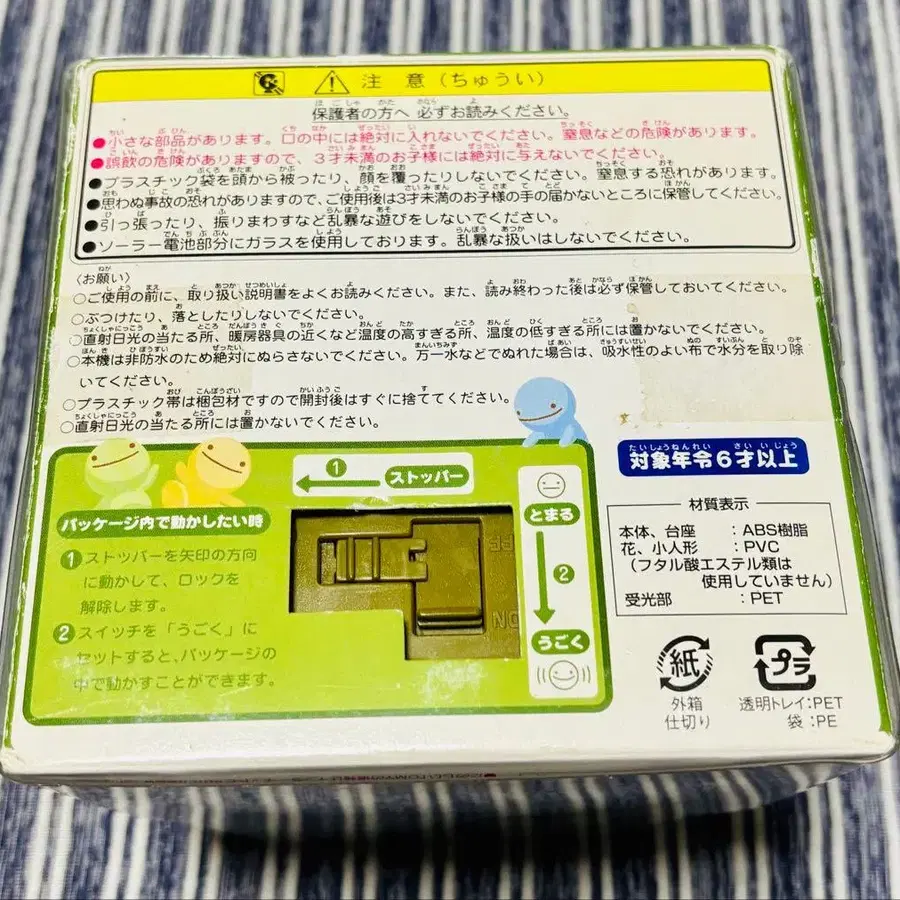 注意(ちゅうい)
保護者の方へ 必ずお読みください。
●小さな部品があります。口の中には絶対に入れないでください。窒息などの危険があります。
●誤飲の危険がありますので、3才未満のお子様には絶対に与えないでください。
●プラスチック袋を頭から被ったり、顔を覆ったりしないでください。窒息する恐れがあります。
●思わぬ事故の恐れがありますので、ご使用後は3才未満のお子様の手の届かないところに保管してください。
●引っ張ったり、振りまわすなど乱暴な遊びをしないでください。
●ソーラー電池部分にガラスを使用しております。乱暴な扱いはしないでください。
〈お願い〉
○ご使用の前に、取り扱い説明書をよくお読みください。また、読み終わった後は必ず保管しておいてください。
○ぶつけたり、落としたりしないでください。
○直射日光の当たる所、暖房器具の近くなど温度の高すぎる所、温度の低すぎる所には置かないでください。
○本機は非防水のため絶対にぬらさないでください。万一水などでぬれた場合は、吸水性のよい布で水分を取り除
いてください。
○プラスチック帯は梱包材ですので開封後はすぐに捨ててください。
○直射日光の当たる所には置かないでください。
対象年令6才以上
たいしょうねんれい さいいじょう
パッケージ内で動かしたい時
①ストッパーを矢印の方向
に動かして、ロックを
解除します。
②スイッチを「うごく」に
セットすると、パッケージの
中で動かすことができます。
① ストッパー
とまる
②
うごく
ON
材質表示
本体、台座 : ABS樹脂
花、小人形 : PVC
(フタル酸エステル類は
使用していません)
受光部 : PET
紙
外箱
仕切り
プラ
透明トレイ:PET
袋:PE